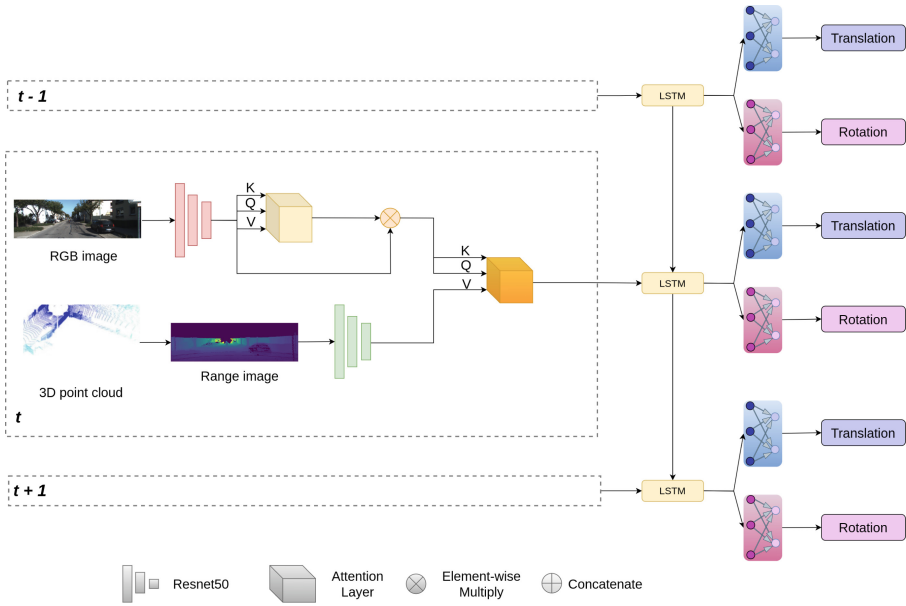 Translation
t - 1
LSTM
Rotation
K
Q
V
RGB image
Translation
K
Q
V
LSTM
Rotation
Range image
3D point cloud
t
Translation
t + 1
LSTM
Rotation
Resnet50
Attention
Layer
Element-wise
Multiply
Concatenate